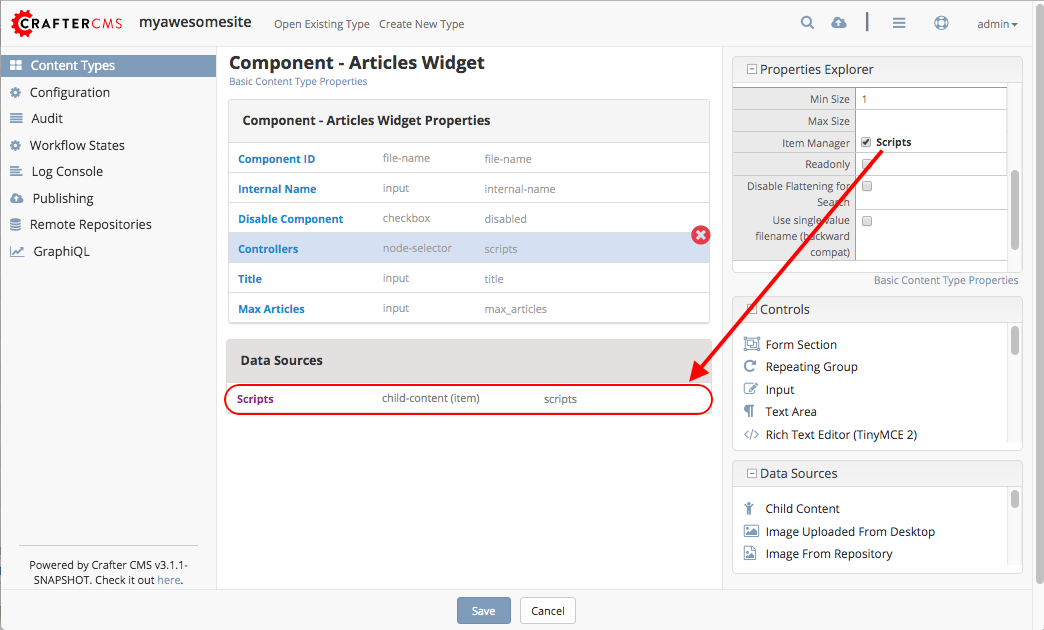 CRAFTERCMS
myawesomesite
Open Existing Type
Create New Type
admin
Content Types
Configuration
Audit
Workflow States
Log Console
Publishing
Remote Repositories
GraphiQL
Powered by Crafter CMS v3.1.1-
SNAPSHOT. Check it out here.
Component - Articles Widget
Basic Content Type Properties
Component - Articles Widget Properties
Component ID file-name file-name
Internal Name input internal-name
Disable Component checkbox disabled
Controllers node-selector scripts
Title input title
Max Articles input max_articles
Data Sources
Scripts child-content (item) scripts
Properties Explorer
Min Size 1
Max Size
Item Manager Scripts
Readonly
Disable Flattening for
Search
Use single value
filename (backward
compat)
Basic Content Type Properties
Controls
Form Section
Repeating Group
Input
Text Area
Rich Text Editor (TinyMCE 2)
Data Sources
Child Content
Image Uploaded From Desktop
Image From Repository
Save
Cancel